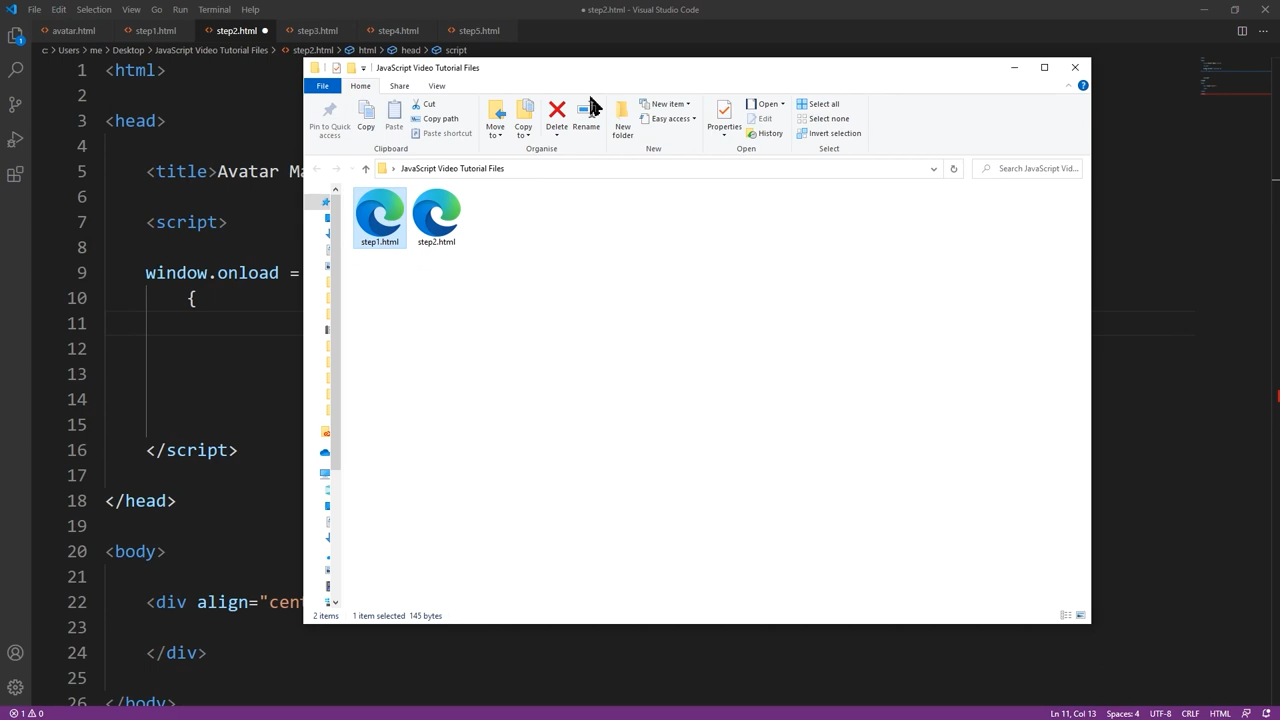 File Edit Selection View Go Run Terminal Help
● step2.html - Visual Studio Code
avatar.html step1.html step2.html ● step3.html step4.html step5.html
c: > Users > me > Desktop > JavaScript Video Tutorial Files > step2.html > html > head > script
JavaScript Video Tutorial Files
File Home Share View
Pin to Quick access
Copy
Paste
Cut
Copy path
Paste shortcut
Clipboard
Move to
Copy to
Delete
Rename
Organise
New folder
New item
Easy access
New
Properties
Open
Edit
History
Open
Select all
Select none
Invert selection
Select
JavaScript Video Tutorial Files
Search JavaScript Vid...
step1.html
step2.html
2 items 1 item selected 145 bytes
1 <html>
2
3 <head>
4
5 <title>Avatar Ma
6
7 <script>
8
9 window.onload =
10 {
11
12
13
14
15
16 </script>
17
18 </head>
19
20 <body>
21
22 <div align="cent
23
24 </div>
25
26 </body>
1
1 0
Ln 11, Col 13 Spaces: 4 UTF-8 CRLF HTML